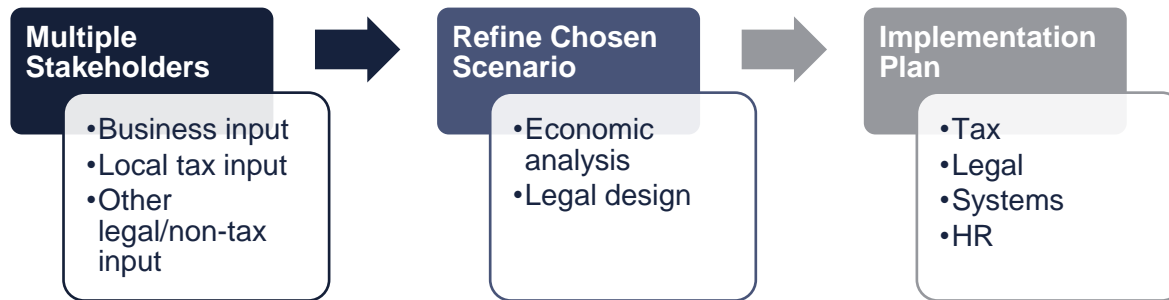 Multiple
Stakeholders
•Business input
•Local tax input
•Other
legal/non-tax
input
Refine Chosen
Scenario
•Economic
analysis
•Legal design
Implementation
Plan
•Tax
•Legal
•Systems
•HR